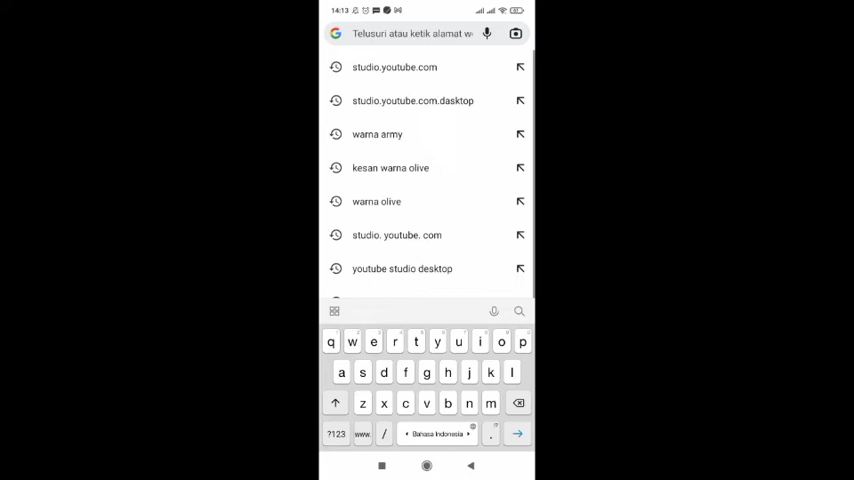 14:13
Telusuri atau ketik alamat w
studio.youtube.com
studio.youtube.com.dasktop
warna army
kesan warna olive
warna olive
studio. youtube. com
youtube studio desktop
q w e r t y u i o p
a s d f g h j k l
z x c v b n m
?123 www. / Bahasa Indonesia .